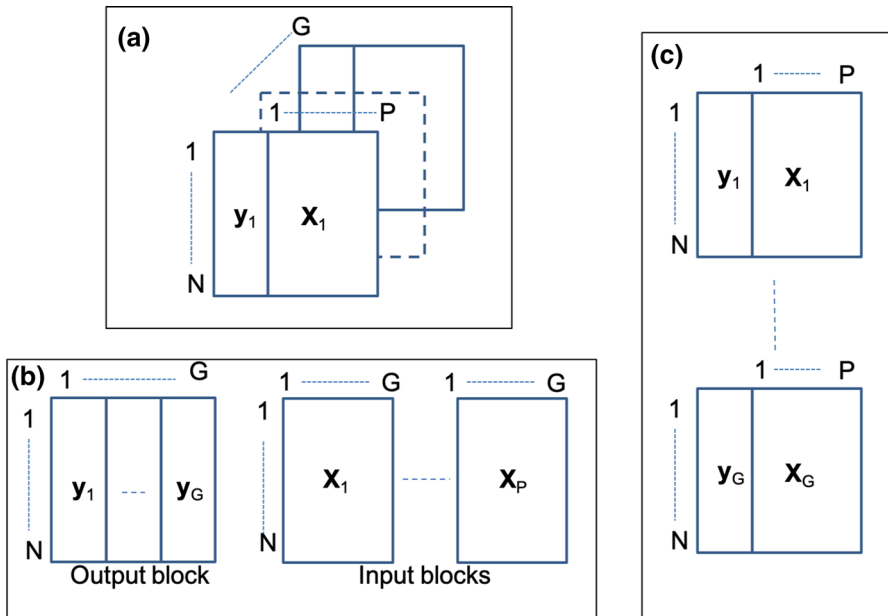 (a)
G
1 P
1
y1 X1
N
(b)
1 G
1
y1 yG
N
Output block
1 G 1 G
1
X1 XP
N
Input blocks
(c)
1 P
1
y1 X1
N
1 P
1
yG XG
N